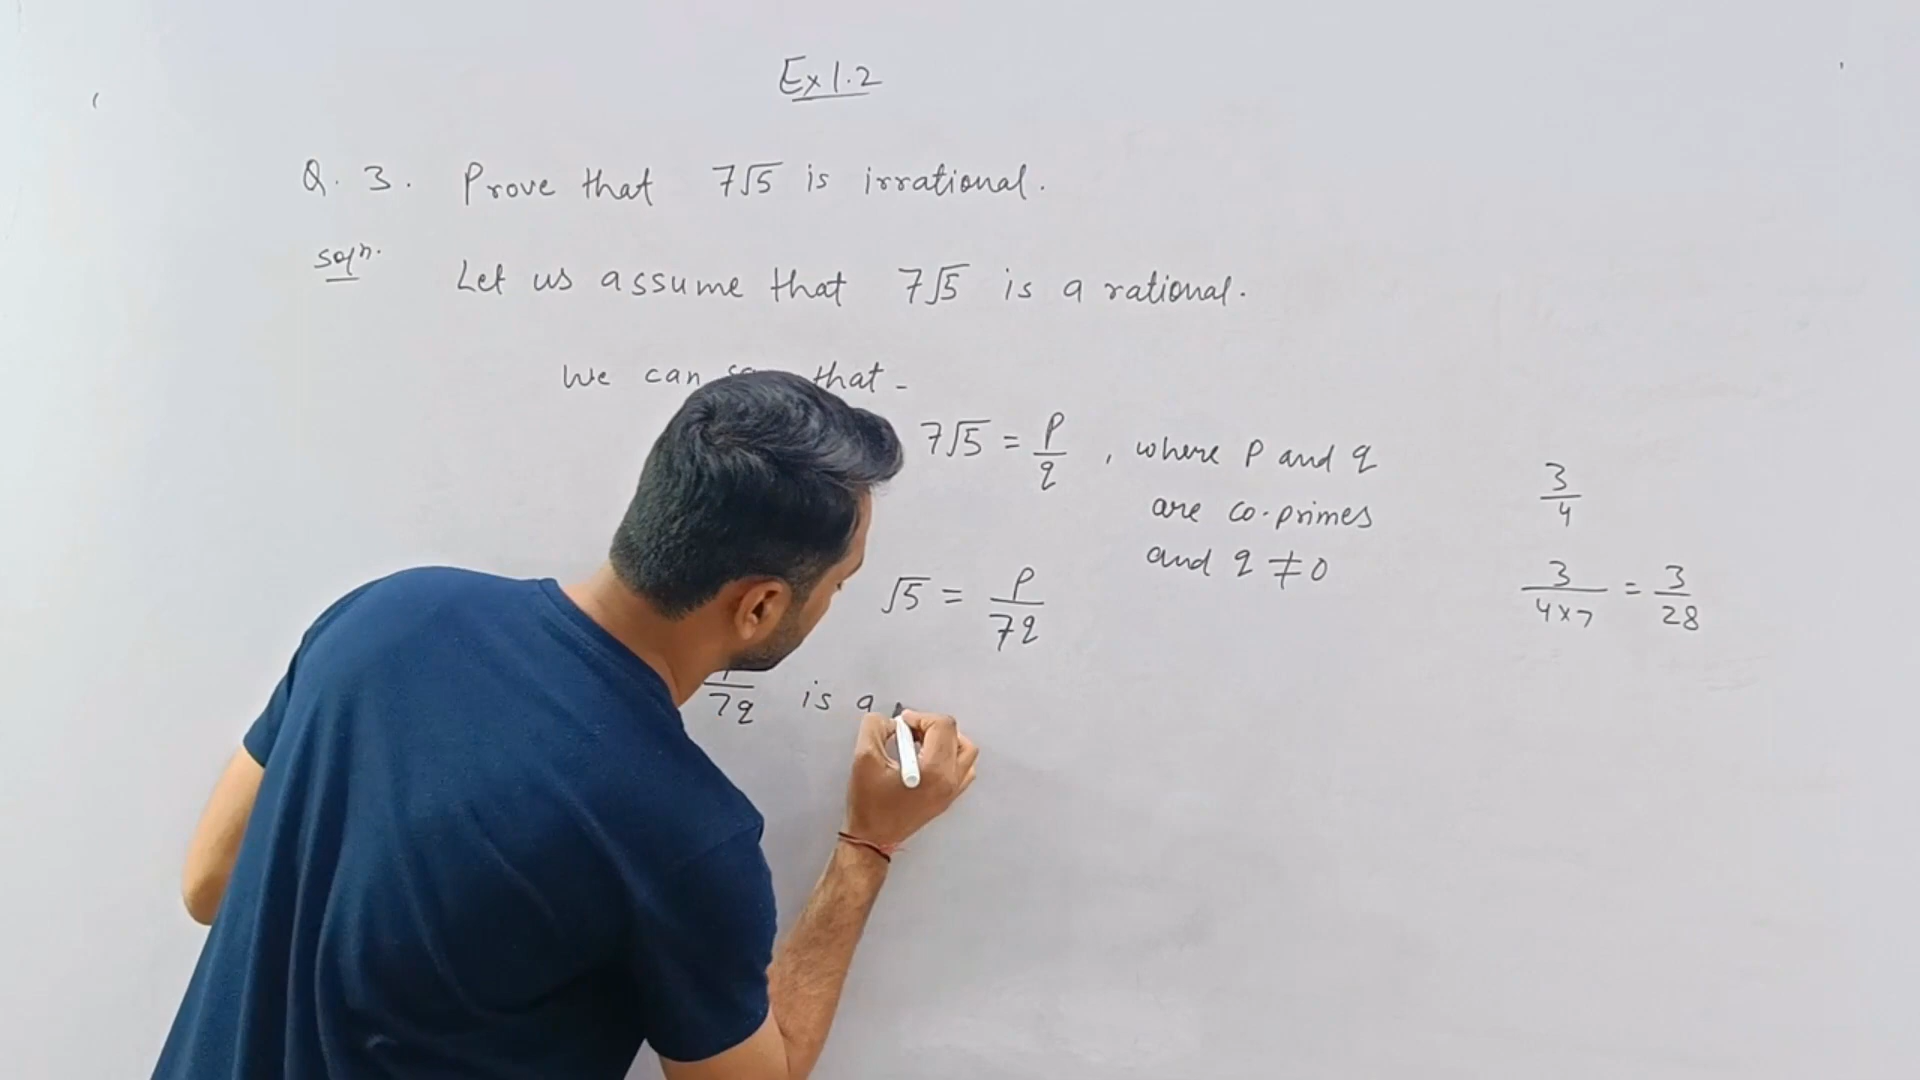 Ex 1.2
Q. 3. Prove that 7√5 is irrational.
Solⁿ. Let us assume that 7√5 is a rational.
We can that -
7√5 = p/q , where p and q
are co-primes
and q ≠ 0
√5 = p/7q
7q is a
3/4
3/4×7 = 3/28